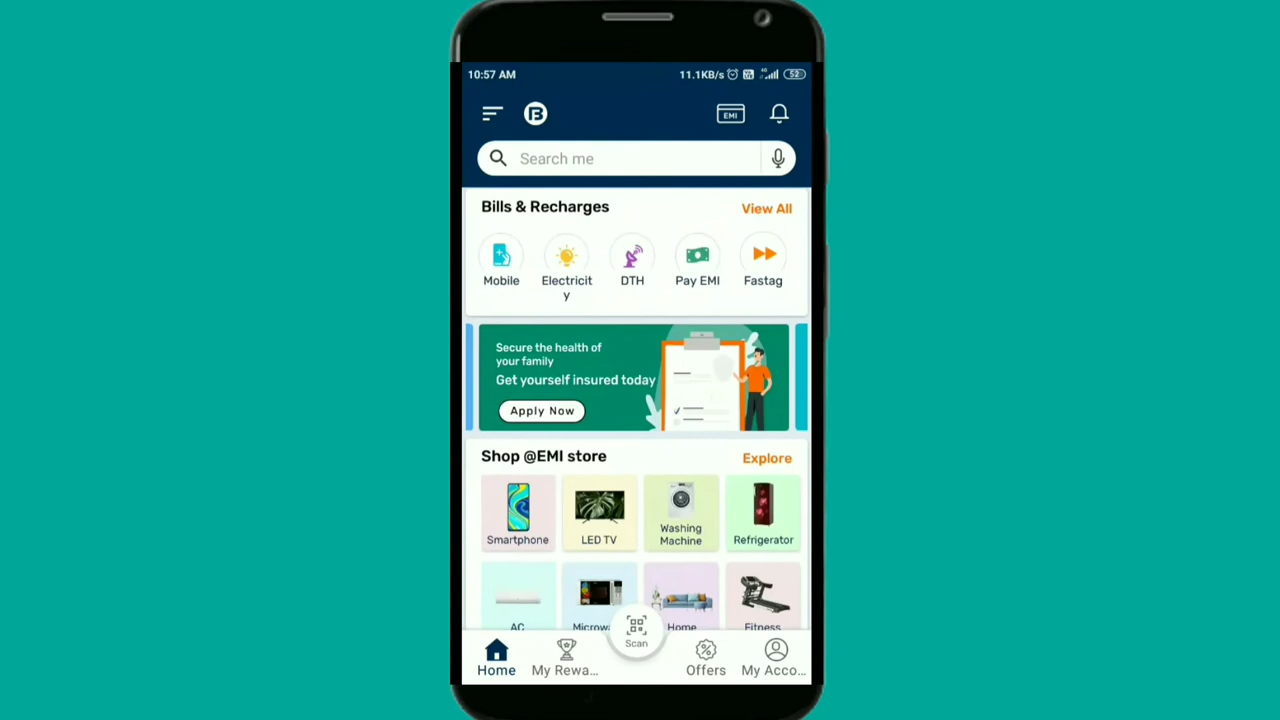 10:57 AM
11.1KB/s
4G
52
B
EMI
Search me
Bills & Recharges
View All
Mobile
Electricit
y
DTH
Pay EMI
Fastag
Secure the health of
your family
Get yourself insured today
Apply Now
Shop @EMI store
Explore
Smartphone
LED TV
Washing
Machine
Refrigerator
AC
Microwa
Home
Fitness
Scan
Home
My Rewa...
Offers
My Acco...